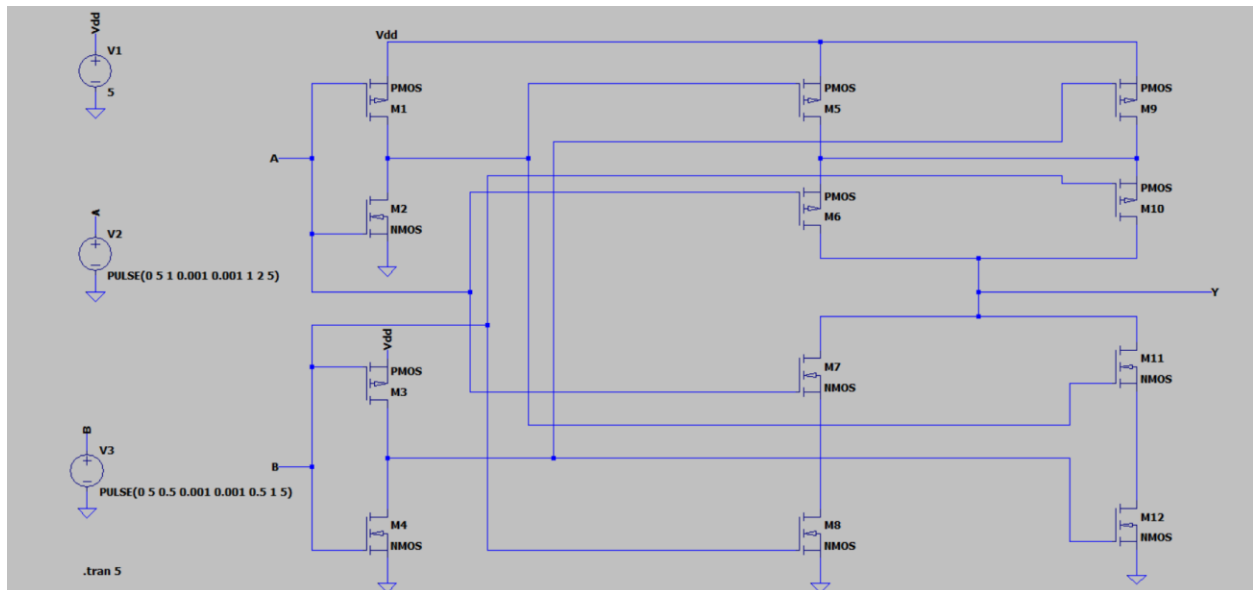 Vdd
V1
5
A
V2
PULSE(0 5 1 0.001 0.001 1 2 5)
B
V3
PULSE(0 5 0.5 0.001 0.001 0.5 1 5)
.tran 5
Vdd
PMOS
M1
A
M2
NMOS
Vdd
PMOS
M3
B
M4
NMOS
PMOS
M5
PMOS
M6
M7
NMOS
M8
NMOS
PMOS
M9
PMOS
M10
Y
M11
NMOS
M12
NMOS